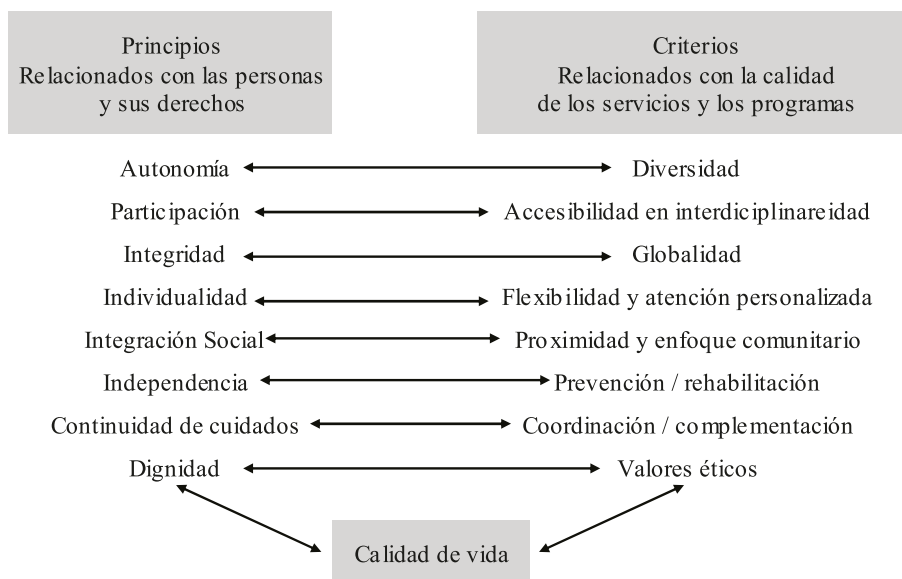 Principios
Relacionados con las personas
y sus derechos
Criterios
Relacionados con la calidad
de los servicios y los programas
Autonomía
Diversidad
Participación
Accesibilidad en interdiciplinareidad
Integridad
Globalidad
Individualidad
Flexibilidad y atención personalizada
Integración Social
Proximidad y enfoque comunitario
Independencia
Prevención / rehabilitación
Continuidad de cuidados
Coordinación / complementación
Dignidad
Valores éticos
Calidad de vida